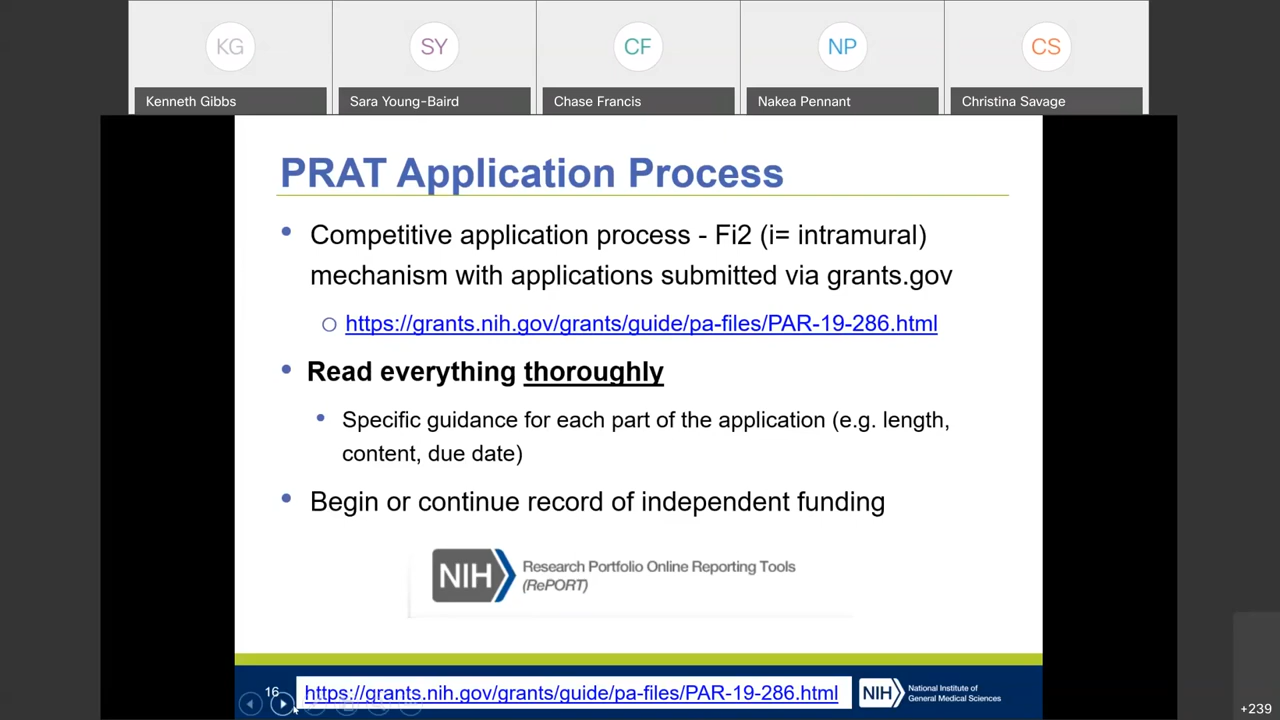 KG
SY
CF
NP
CS
Kenneth Gibbs
Sara Young-Baird
Chase Francis
Nakea Pennant
Christina Savage
PRAT Application Process
Competitive application process - Fi2 (i= intramural)
mechanism with applications submitted via grants.gov
https://grants.nih.gov/grants/guide/pa-files/PAR-19-286.html
Read everything thoroughly
Specific guidance for each part of the application (e.g. length,
content, due date)
Begin or continue record of independent funding
NIH
Research Portfolio Online Reporting Tools
(RePORT)
16
https://grants.nih.gov/grants/guide/pa-files/PAR-19-286.html
NIH
National Institute of
General Medical Sciences
+239